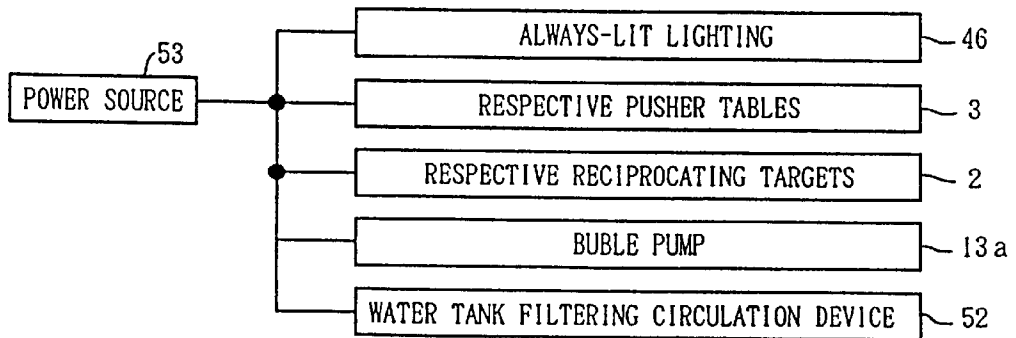 ALWAYS-LIT LIGHTING 46
53
POWER SOURCE
RESPECTIVE PUSHER TABLES 3
RESPECTIVE RECIPROCATING TARGETS 2
BUBLE PUMP 13a
WATER TANK FILTERING CIRCULATION DEVICE 52